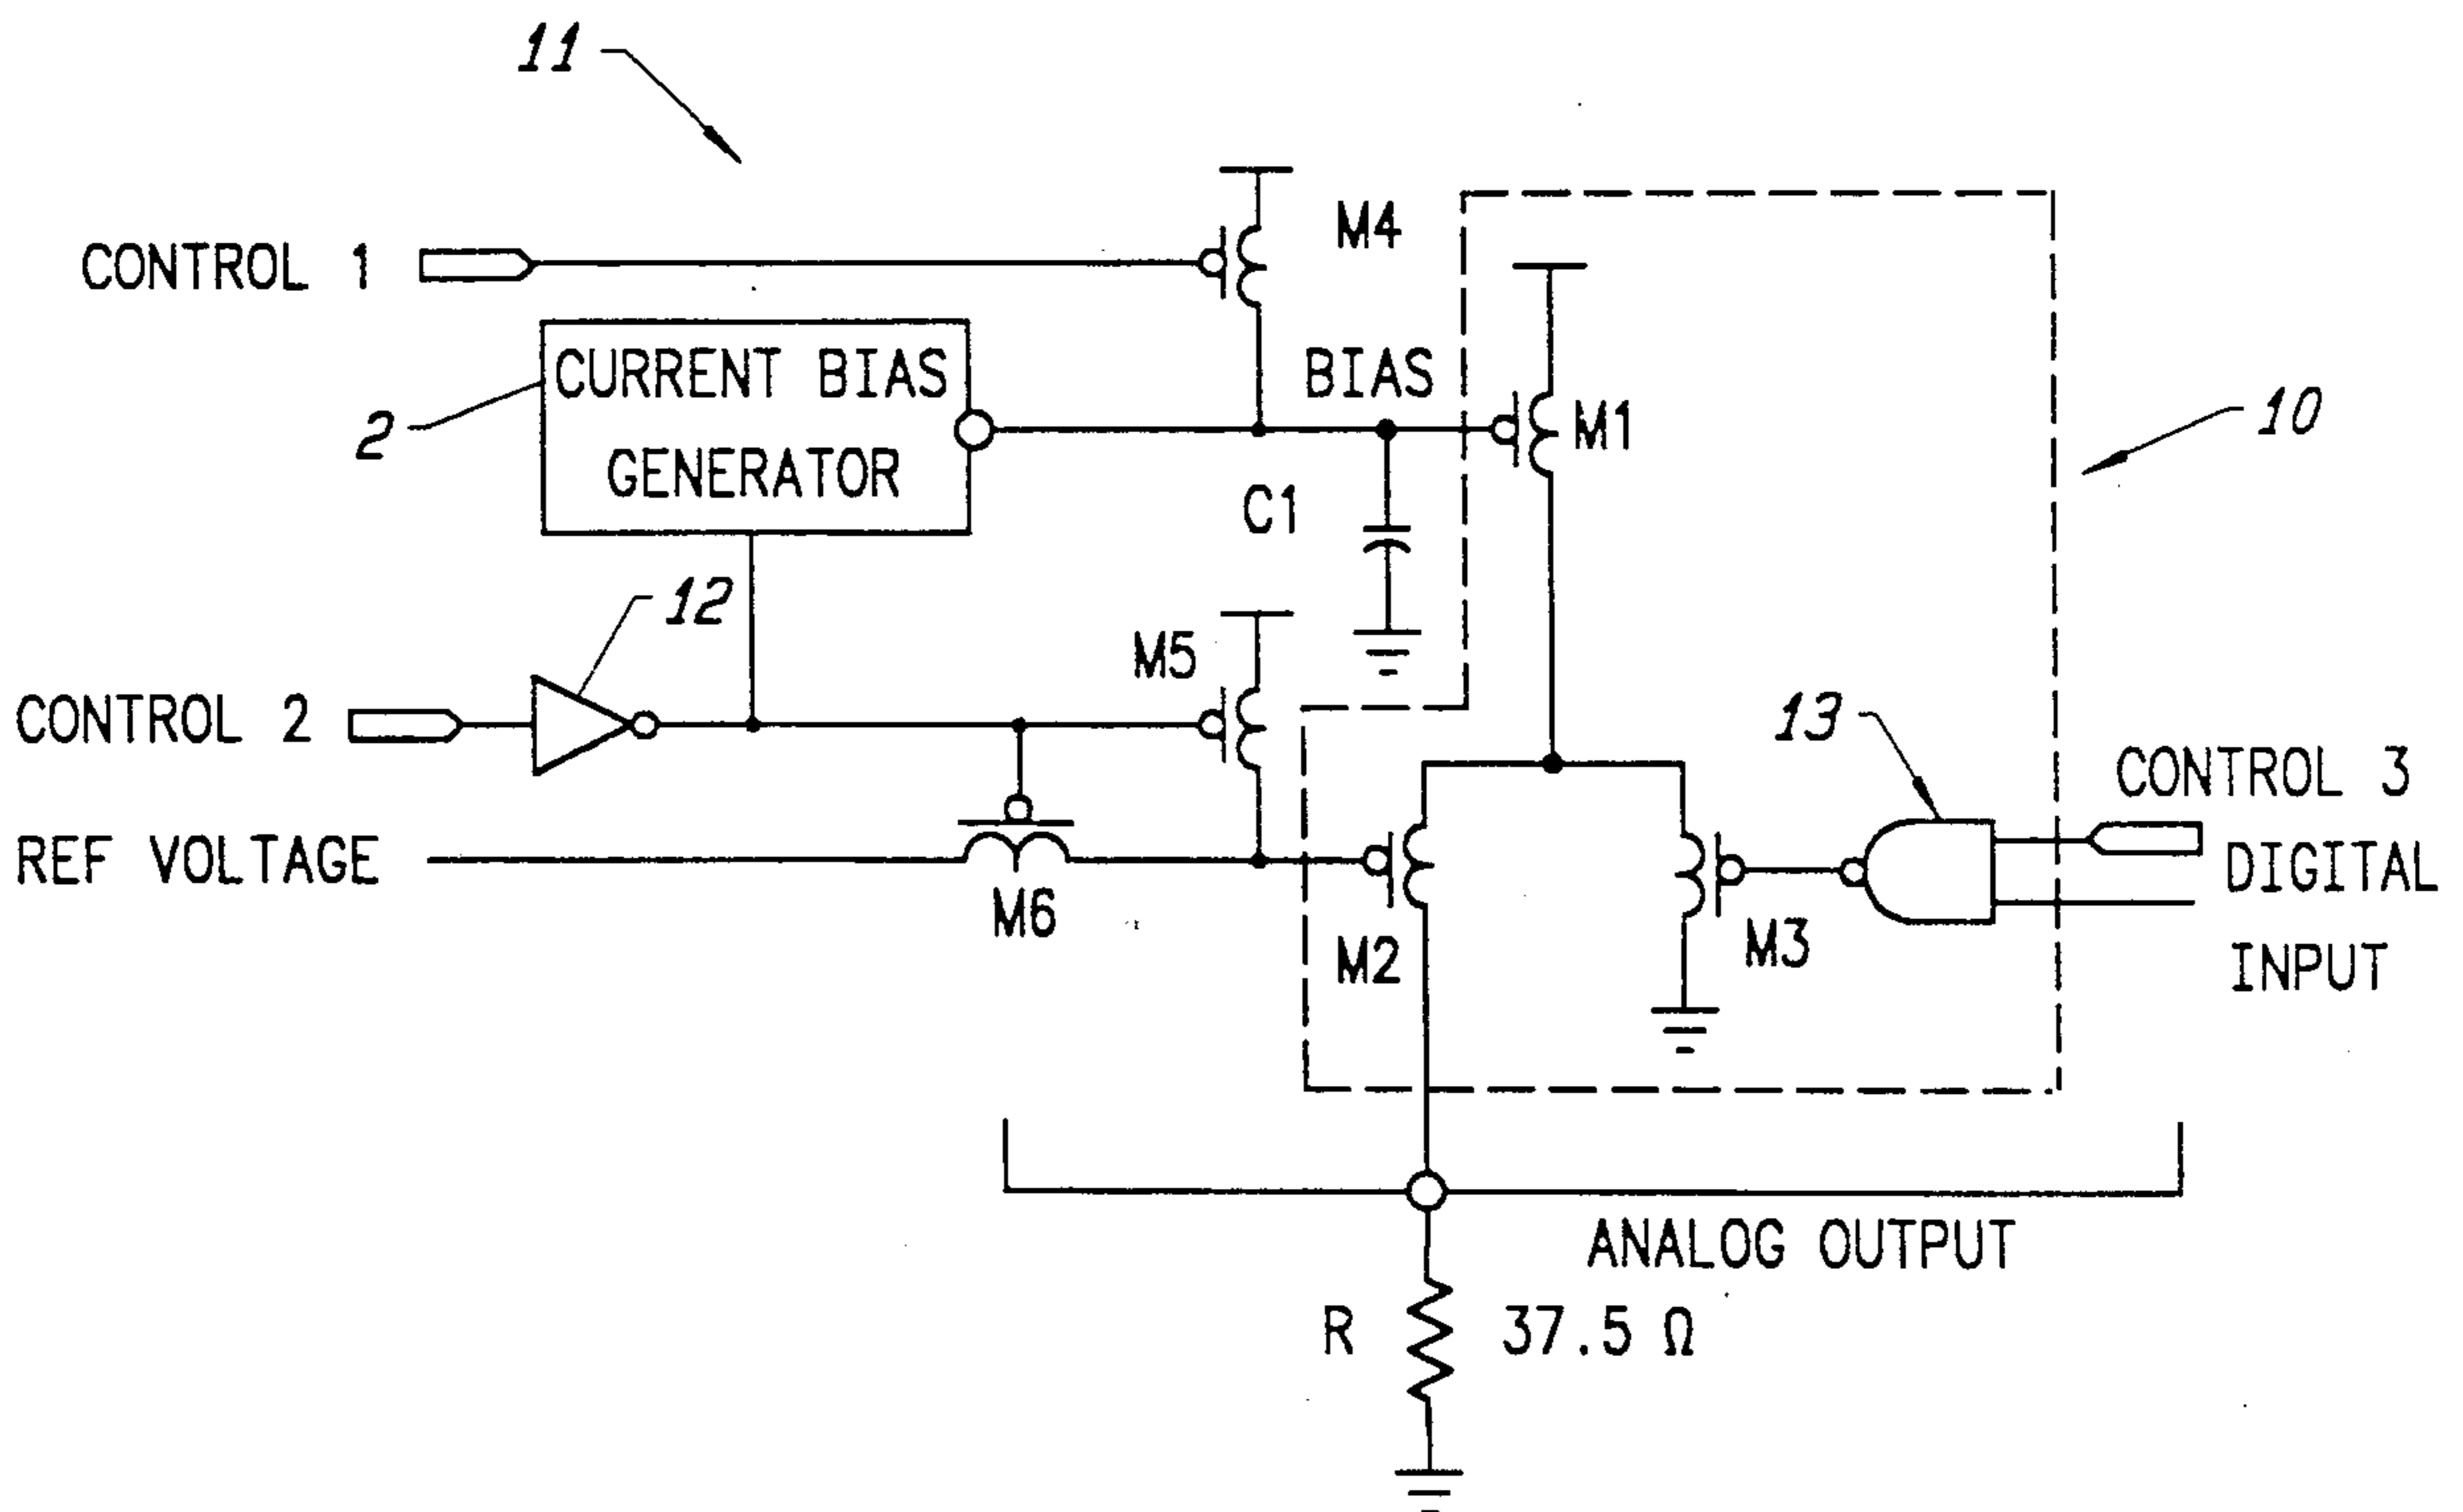 11
M4
CONTROL 1
CURRENT BIAS
GENERATOR
BIAS
M1
10
2
C1
12
M5
13
CONTROL 2
CONTROL 3
REF VOLTAGE
DIGITAL
INPUT
M6
M2
M3
ANALOG OUTPUT
R 37.5 Ω